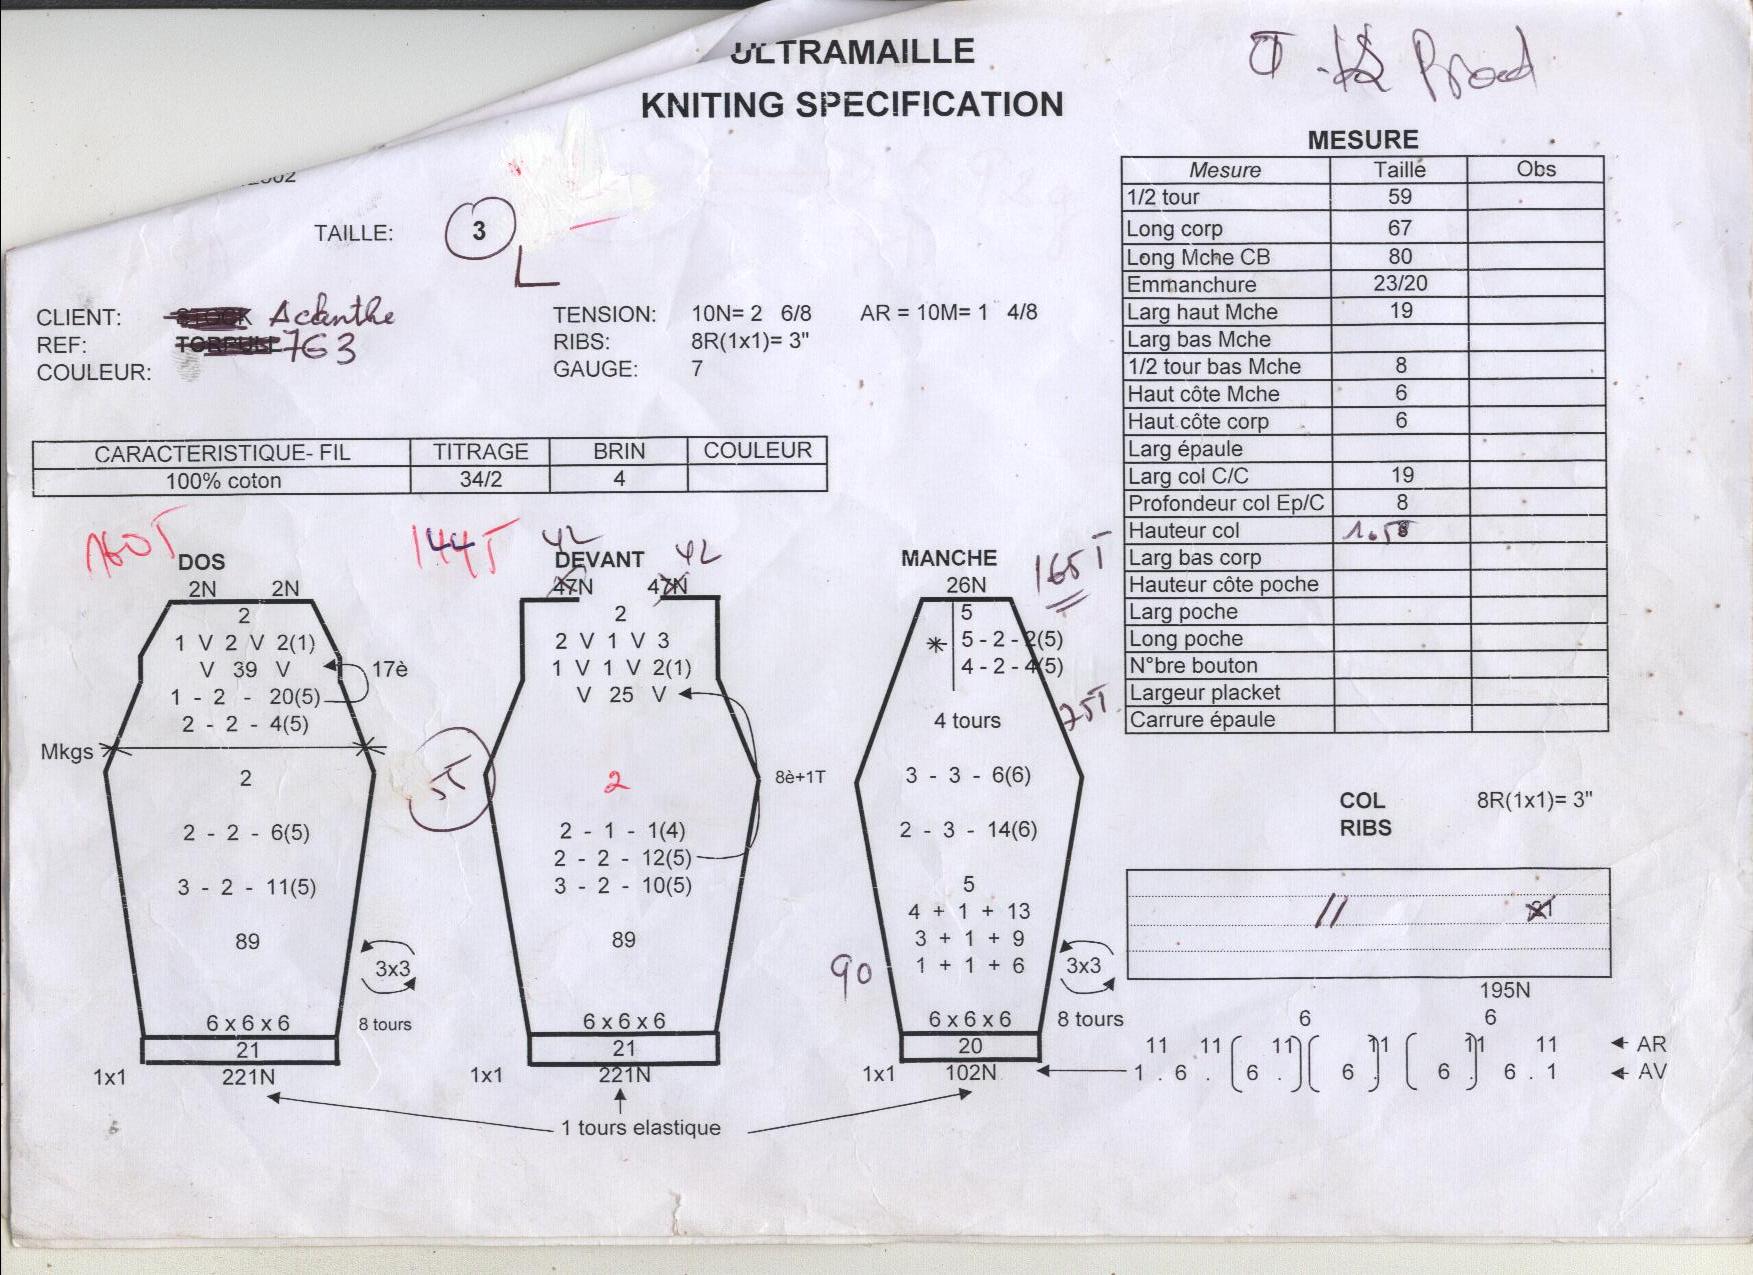 ULTRAMAILLE
KNITING SPECIFICATION
O.K Prod
TAILLE: 3
L
CLIENT: Acanthe
REF: 763
COULEUR:
TENSION: 10N= 2 6/8 AR = 10M= 1 4/8
RIBS: 8R(1x1)= 3"
GAUGE: 7
CARACTERISTIQUE- FIL TITRAGE BRIN COULEUR
100% coton 34/2 4
MESURE
Mesure Taille Obs
1/2 tour 59
Long corp 67
Long Mche CB 80
Emmanchure 23/20
Larg haut Mche 19
Larg bas Mche
1/2 tour bas Mche 8
Haut côte Mche 6
Haut côte corp 6
Larg épaule
Larg col C/C 19
Profondeur col Ep/C 8
Hauteur col 1.5
Larg bas corp
Hauteur côte poche
Larg poche
Long poche
N°bre bouton
Largeur placket
Carrure épaule
160T
DOS
2N 2N
2
1 V 2 V 2(1)
V 39 V
17è
1 - 2 - 20(5)
2 - 2 - 4(5)
Mkgs
2
2 - 2 - 6(5)
3 - 2 - 11(5)
89
3x3
6 x 6 x 6
8 tours
21
1x1 221N
144T
42 42
DEVANT
47N 47N
2
2 V 1 V 3
1 V 1 V 2(1)
V 25 V
5T
2
8è+1T
2 - 1 - 1(4)
2 - 2 - 12(5)
3 - 2 - 10(5)
89
6 x 6 x 6
21
1x1 221N
1 tours elastique
MANCHE
165T
26N
5
* 5 - 2 - 2(5)
4 - 2 - 4(5)
75T
4 tours
3 - 3 - 6(6)
2 - 3 - 14(6)
5
4 + 1 + 13
3 + 1 + 9
1 + 1 + 6
90
3x3
6 x 6 x 6 8 tours
20
1x1 102N
COL 8R(1x1)= 3"
RIBS
11 21
195N
6 6
11 11 ( 11)( 11 ( 11 11 ← AR
1 . 6 . (6 .)( 6 .) ( 6 .) 6 . 1 ← AV